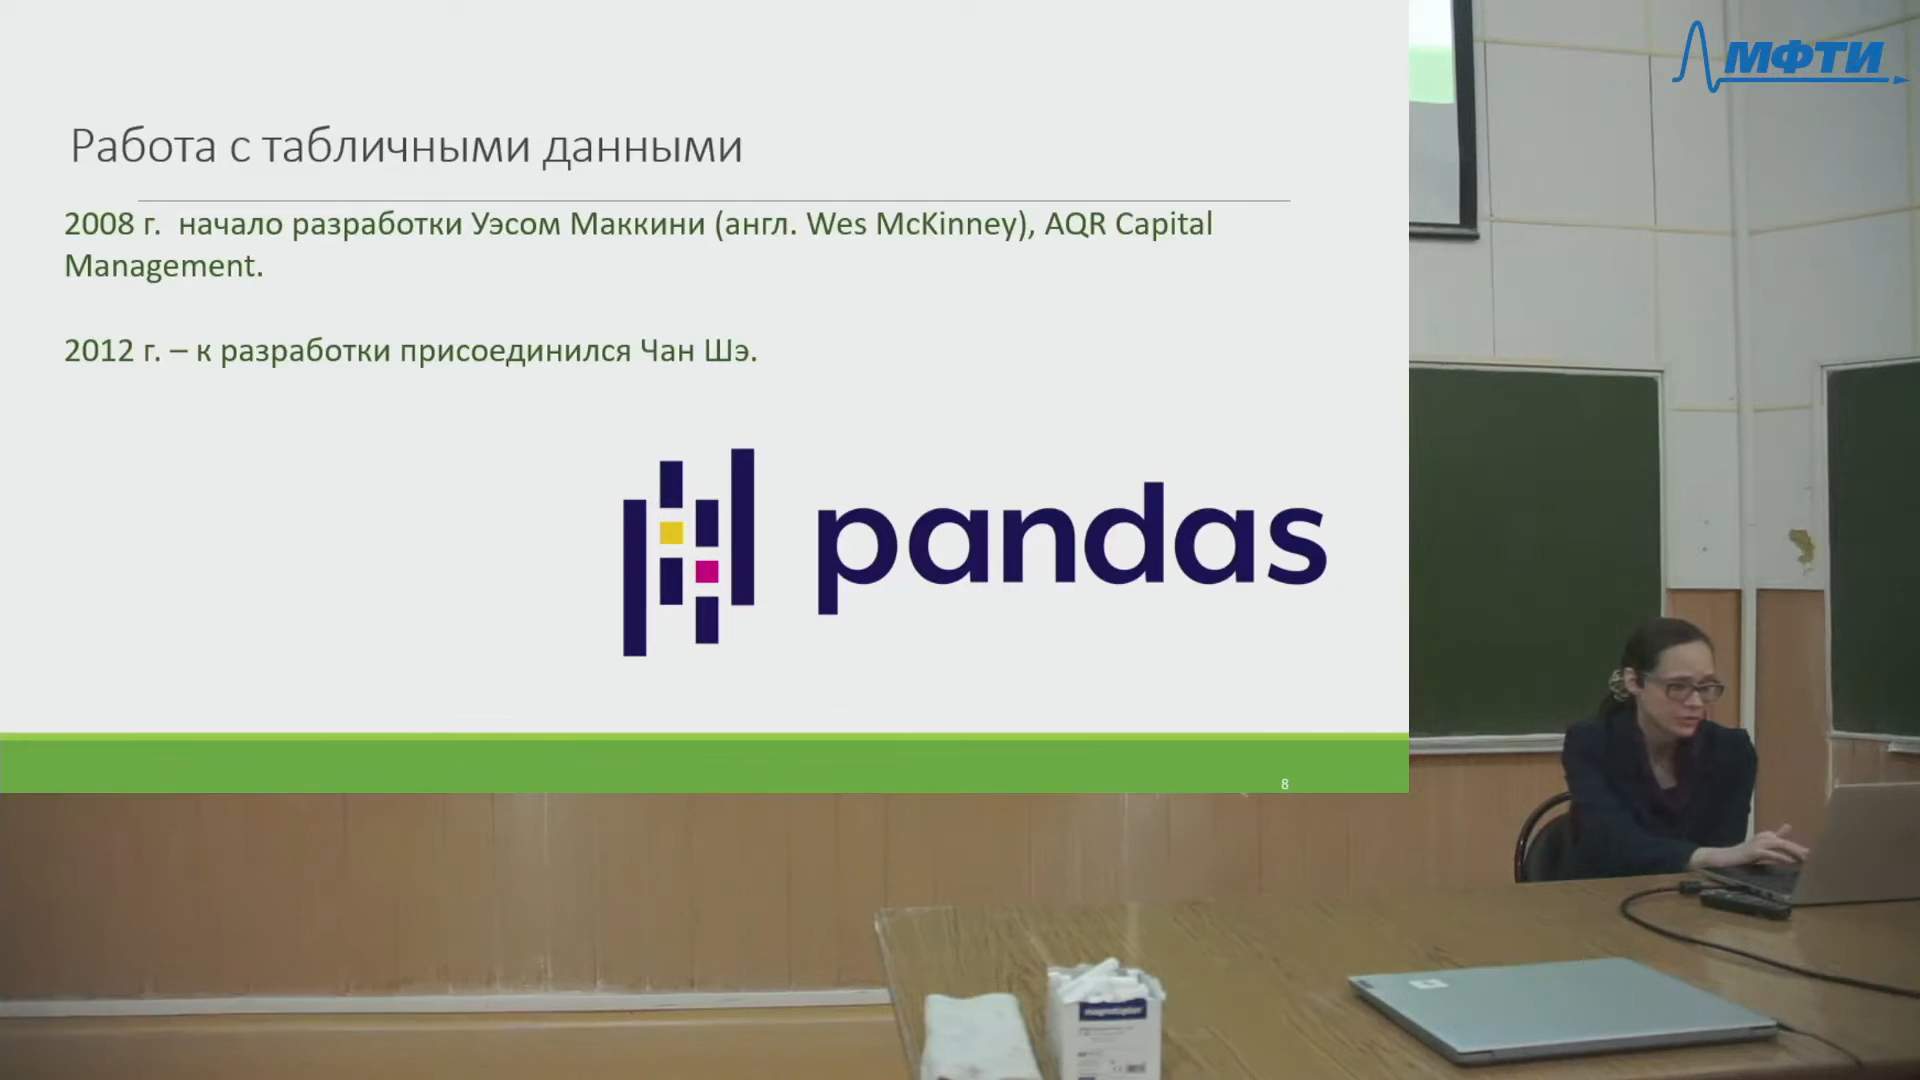 МФТИ
Работа с табличными данными
2008 г. начало разработки Уэсом Маккини (англ. Wes McKinney), AQR Capital
Management.
2012 г. – к разработки присоединился Чан Шэ.
pandas
8
magnetoplan